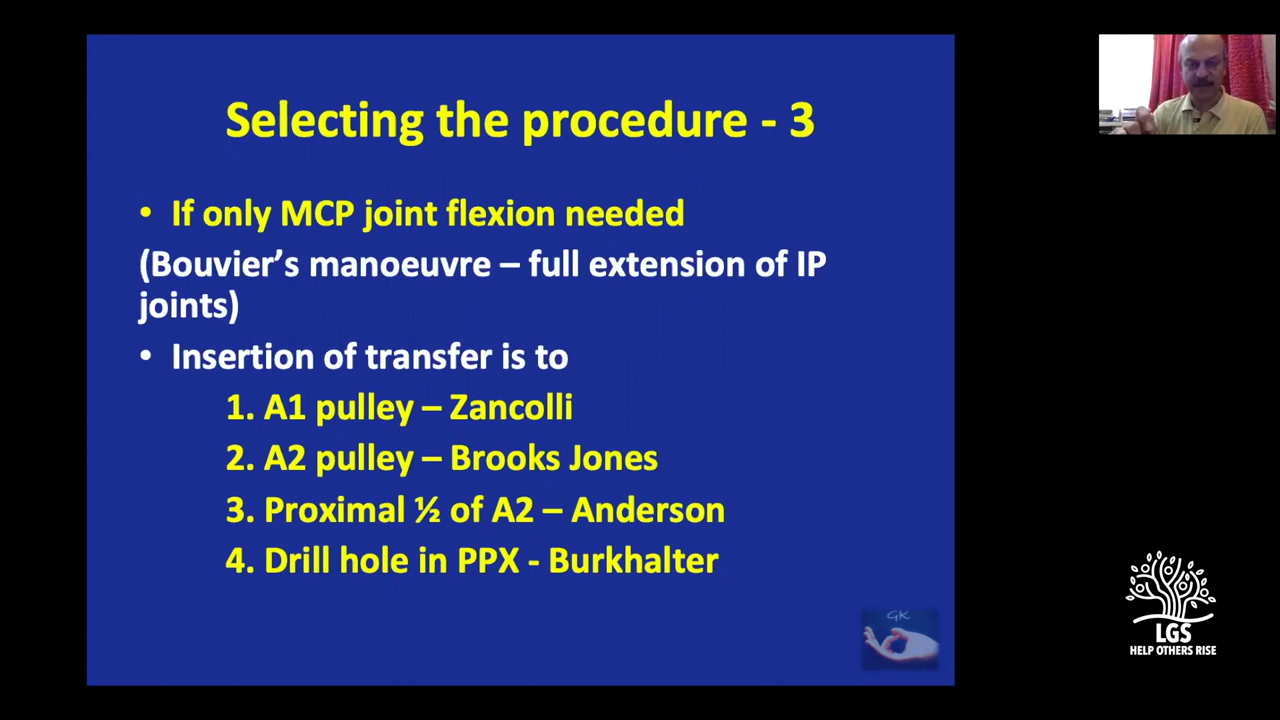 Selecting the procedure - 3
• If only MCP joint flexion needed
(Bouvier’s manoeuvre – full extension of IP
joints)
• Insertion of transfer is to
1. A1 pulley – Zancolli
2. A2 pulley – Brooks Jones
3. Proximal ½ of A2 – Anderson
4. Drill hole in PPX - Burkhalter
GK
LGS
HELP OTHERS RISE